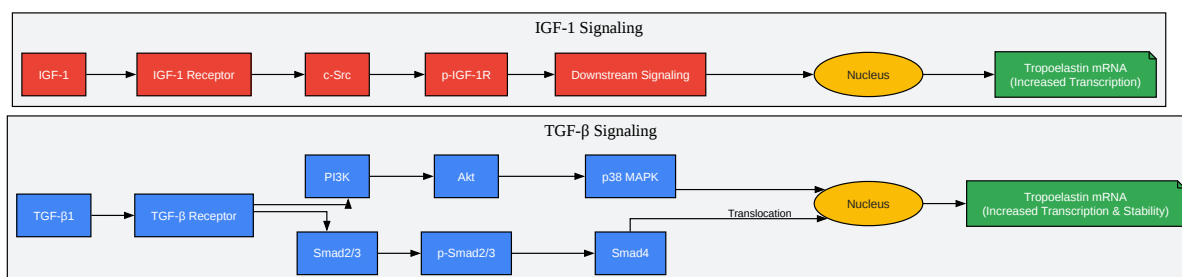 IGF-1 Signaling
IGF-1
IGF-1 Receptor
c-Src
p-IGF-1R
Downstream Signaling
Nucleus
Tropoelastin mRNA
(Increased Transcription)
TGF-β Signaling
TGF-β1
TGF-β Receptor
PI3K
Akt
p38 MAPK
Smad2/3
p-Smad2/3
Smad4
Translocation
Nucleus
Tropoelastin mRNA
(Increased Transcription & Stability)